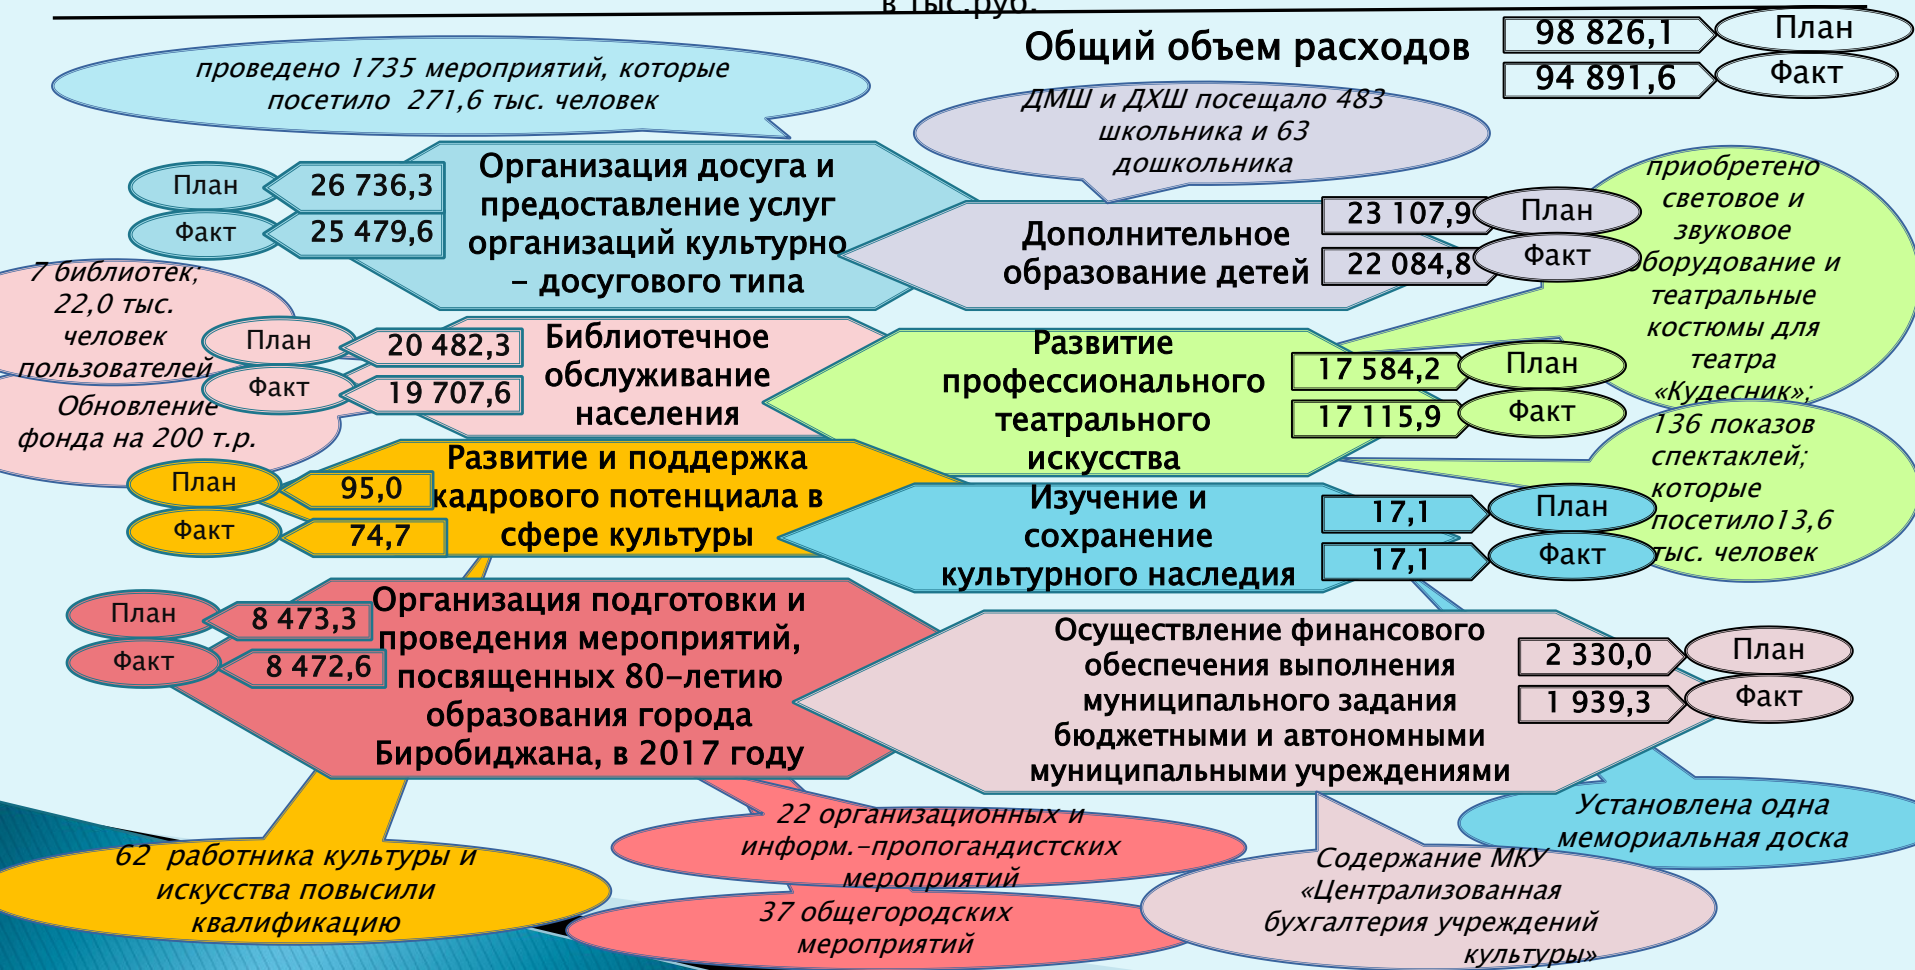 в тыс.руб.
Общий объем расходов
98 826,1
План
94 891,6
Факт
проведено 1735 мероприятий, которые
посетило 271,6 тыс. человек
ДМШ и ДХШ посещало 483
школьника и 63
дошкольника
План
26 736,3
Факт
25 479,6
Организация досуга и
предоставление услуг
организаций культурно
– досугового типа
Дополнительное
образование детей
23 107,9
План
22 084,8
Факт
приобретено
световое и
звуковое
оборудование и
театральные
костюмы для
театра
«Кудесник»;
7 библиотек;
22,0 тыс.
человек
пользователей
Обновление
фонда на 200 т.р.
План
20 482,3
Факт
19 707,6
Библиотечное
обслуживание
населения
Развитие
профессионального
театрального
искусства
17 584,2
План
17 115,9
Факт
136 показов
спектаклей;
которые
посетило13,6
тыс. человек
План
95,0
Факт
74,7
Развитие и поддержка
кадрового потенциала в
сфере культуры
Изучение и
сохранение
культурного наследия
17,1
План
17,1
Факт
План
8 473,3
Факт
8 472,6
Организация подготовки и
проведения мероприятий,
посвященных 80–летию
образования города
Биробиджана, в 2017 году
Осуществление финансового
обеспечения выполнения
муниципального задания
бюджетными и автономными
муниципальными учреждениями
2 330,0
План
1 939,3
Факт
62 работника культуры и
искусства повысили
квалификацию
22 организационных и
информ.–пропогандистских
мероприятий
37 общегородских
мероприятий
Содержание МКУ
«Централизованная
бухгалтерия учреждений
культуры»
Установлена одна
мемориальная доска